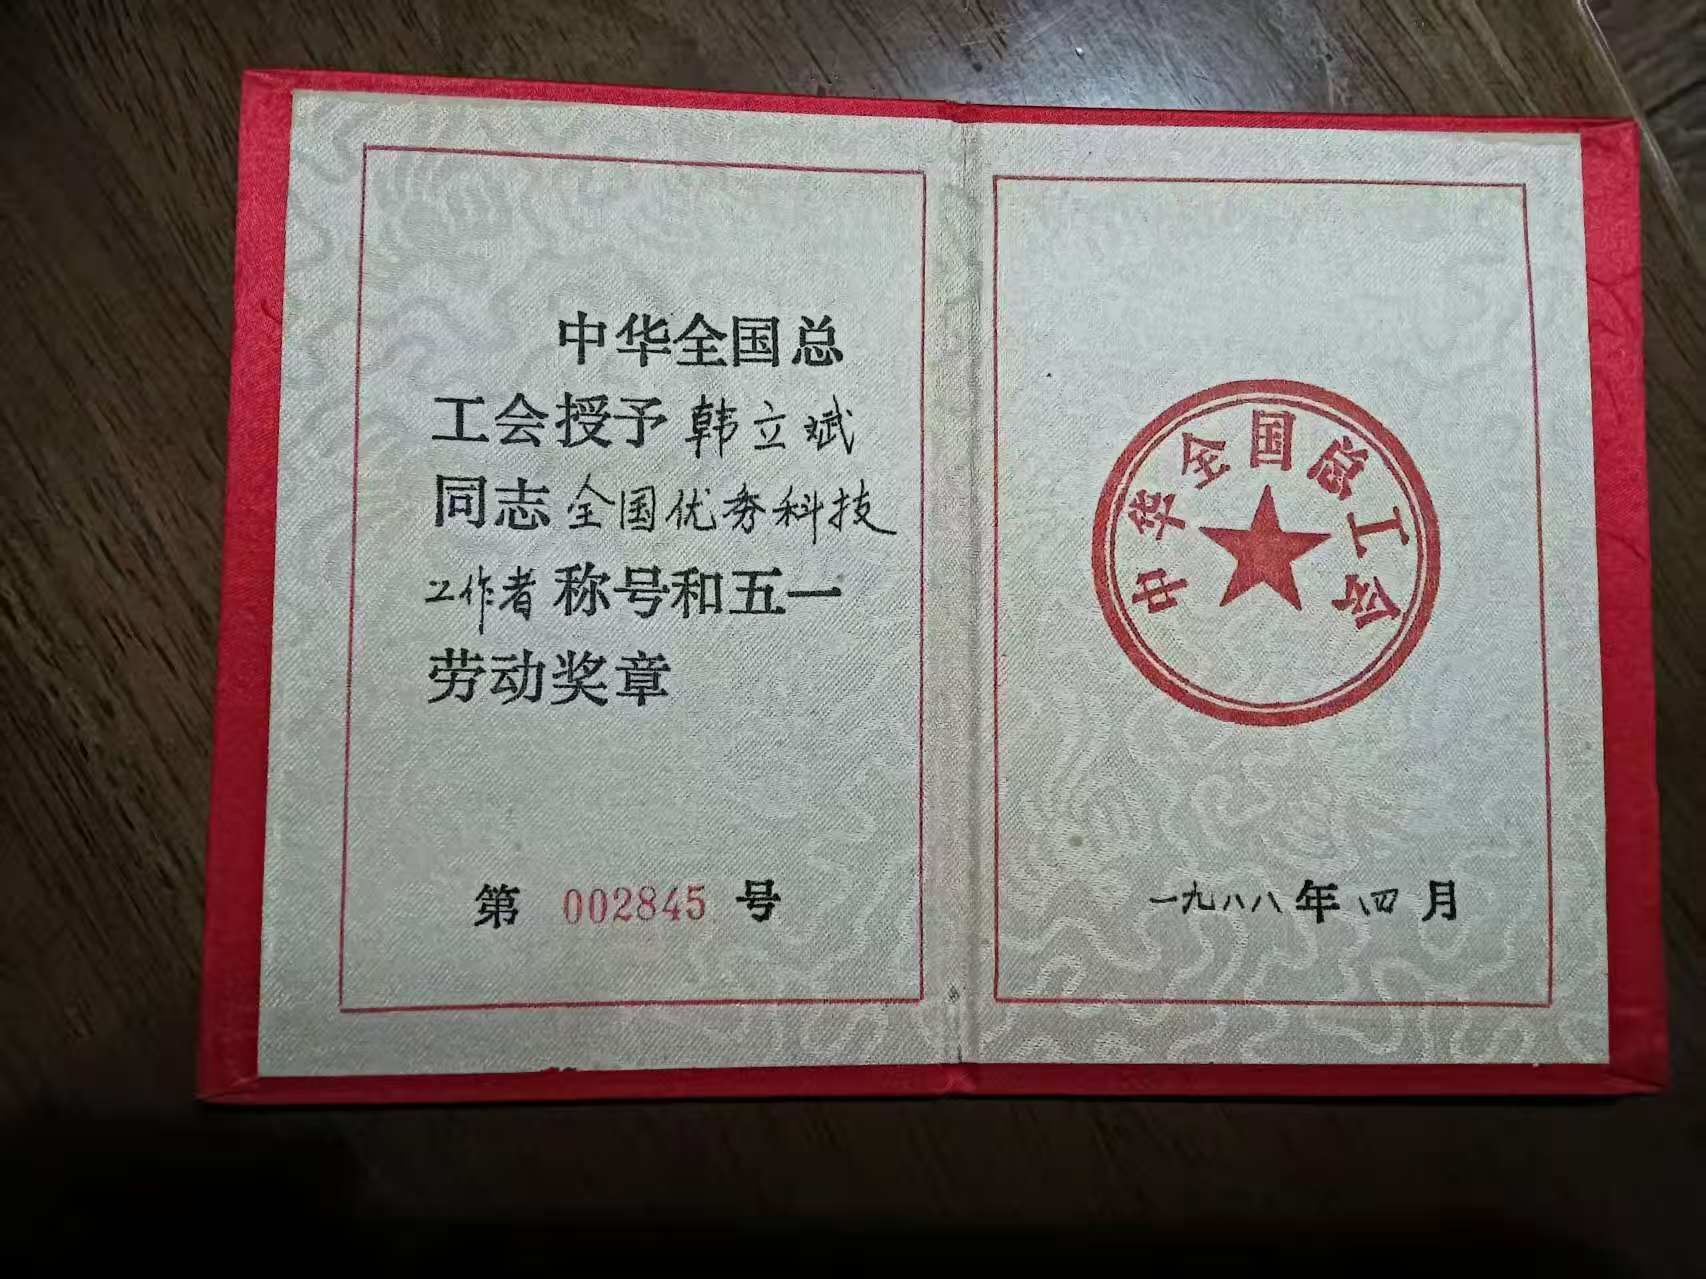 中华全国总
工会授予韩立斌
同志全国优秀科技
工作者称号和五一
劳动奖章
第 002845 号
中华全国总工会
一九八八年四月